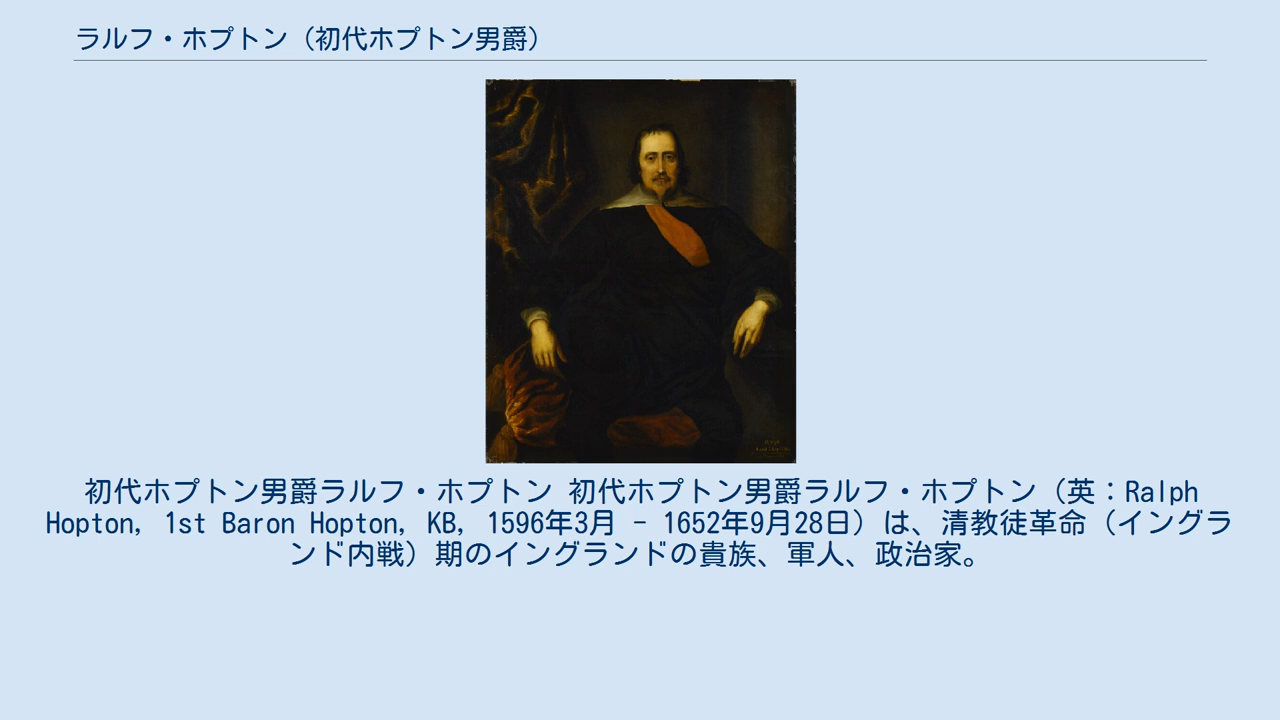 ラルフ・ホプトン（初代ホプトン男爵）
初代ホプトン男爵ラルフ・ホプトン 初代ホプトン男爵ラルフ・ホプトン（英：Ralph
Hopton, 1st Baron Hopton, KB, 1596年3月 - 1652年9月28日）は、清教徒革命（イングラ
ンド内戦）期のイングランドの貴族、軍人、政治家。